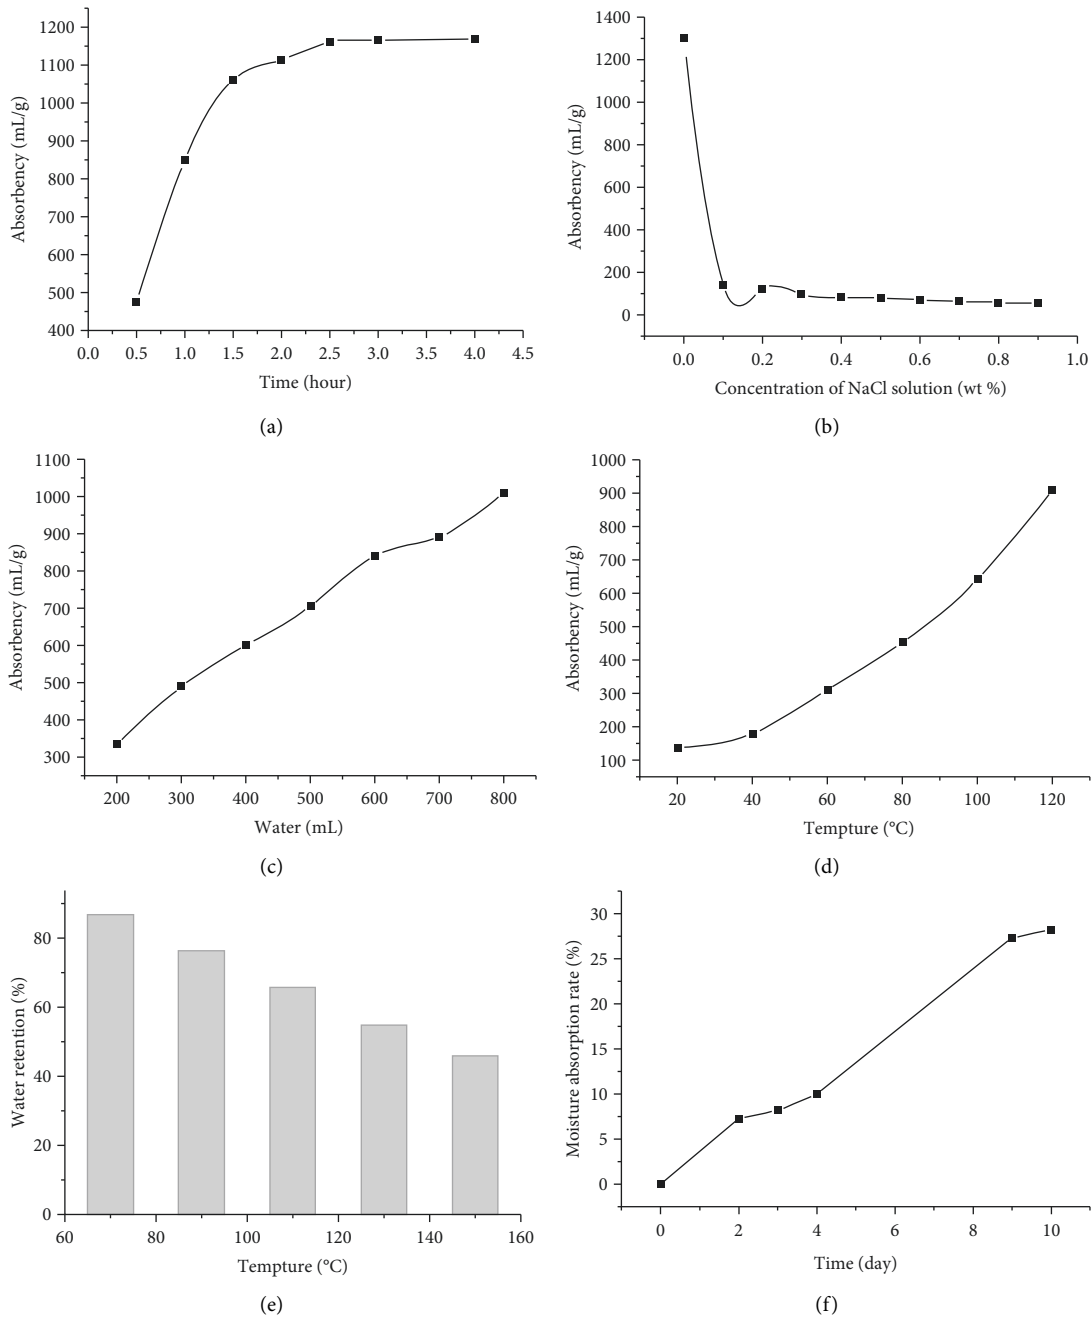 1200
1100
1000
900
800
700
600
500
400
Absorbency (mL/g)
0.0 0.5 1.0 1.5 2.0 2.5 3.0 3.5 4.0 4.5
Time (hour)
(a)
1400
1200
1000
800
600
400
200
0
Absorbency (mL/g)
0.0 0.2 0.4 0.6 0.8 1.0
Concentration of NaCl solution (wt %)
(b)
1100
1000
900
800
700
600
500
400
300
Absorbency (mL/g)
200 300 400 500 600 700 800
Water (mL)
(c)
1000
900
800
700
600
500
400
300
200
100
Absorbency (mL/g)
20 40 60 80 100 120
Tempture (°C)
(d)
80
60
40
20
0
Water retention (%)
60 80 100 120 140 160
Tempture (°C)
(e)
30
25
20
15
10
5
0
Moisture absorption rate (%)
0 2 4 6 8 10
Time (day)
(f)